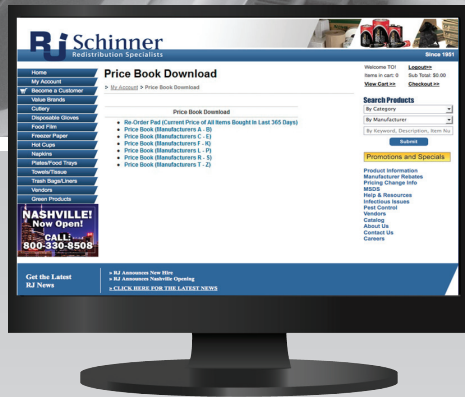 RJ Schinner
Redistribution Specialists
Since 1951
Home
My Account
Become a Customer
Value Brands
Cutlery
Disposable Gloves
Food Film
Freezer Paper
Hot Cups
Napkins
Plates/Food Trays
Towels/Tissue
Trash Bags/Liners
Vendors
Green Products
NASHVILLE!
Now Open!
CALL:
800-330-8508
Price Book Download
> My Account > Price Book Download
Price Book Download
Re-Order Pad (Current Price of All Items Bought In Last 365 Days)
Price Book (Manufacturers A - B)
Price Book (Manufacturers C - E)
Price Book (Manufacturers F - K)
Price Book (Manufacturers L - P)
Price Book (Manufacturers R - S)
Price Book (Manufacturers T - Z)
Welcome TO! Logout>>
Items in cart: 0 Sub Total: $0.00
View Cart >> Checkout >>
Search Products
By Category
By Manufacturer
By Keyword, Description, Item Nu
Submit
Promotions and Specials
Product Information
Manufacturer Rebates
Pricing Change Info
MSDS
Help & Resources
Infectious Issues
Pest Control
Vendors
Catalog
About Us
Contact Us
Careers
Get the Latest
RJ News
» RJ Announces New Hire
» RJ Announces Nashville Opening
» CLICK HERE FOR THE LATEST NEWS